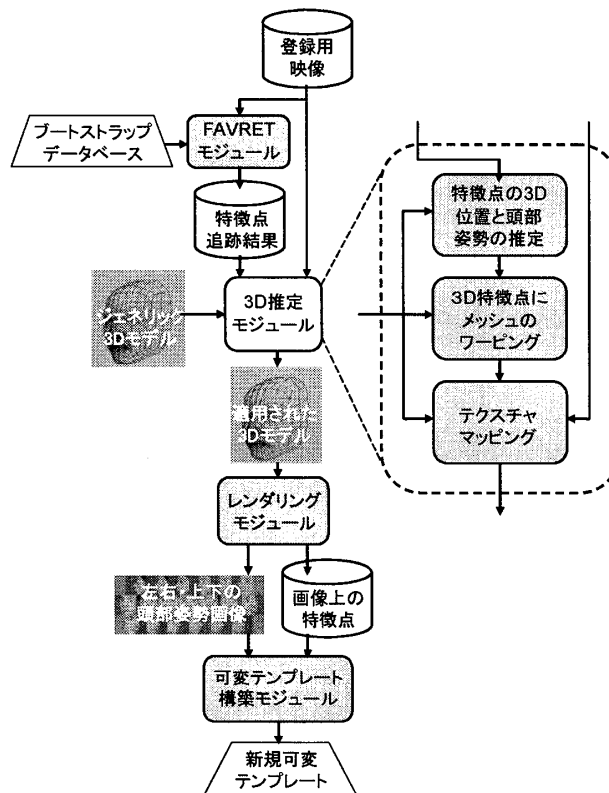 登録用
映像
ブートストラップ
データベース
FAVRET
モジュール
特徴点
追跡結果
ジェネリック
3Dモデル
3D推定
モジュール
適用された
3Dモデル
レンダリング
モジュール
左右・上下の
頭部姿勢画像
画像上の
特徴点
可変テンプレート
構築モジュール
新規可変
テンプレート
特徴点の3D
位置と頭部
姿勢の推定
3D特徴点に
メッシュの
ワーピング
テクスチャ
マッピング